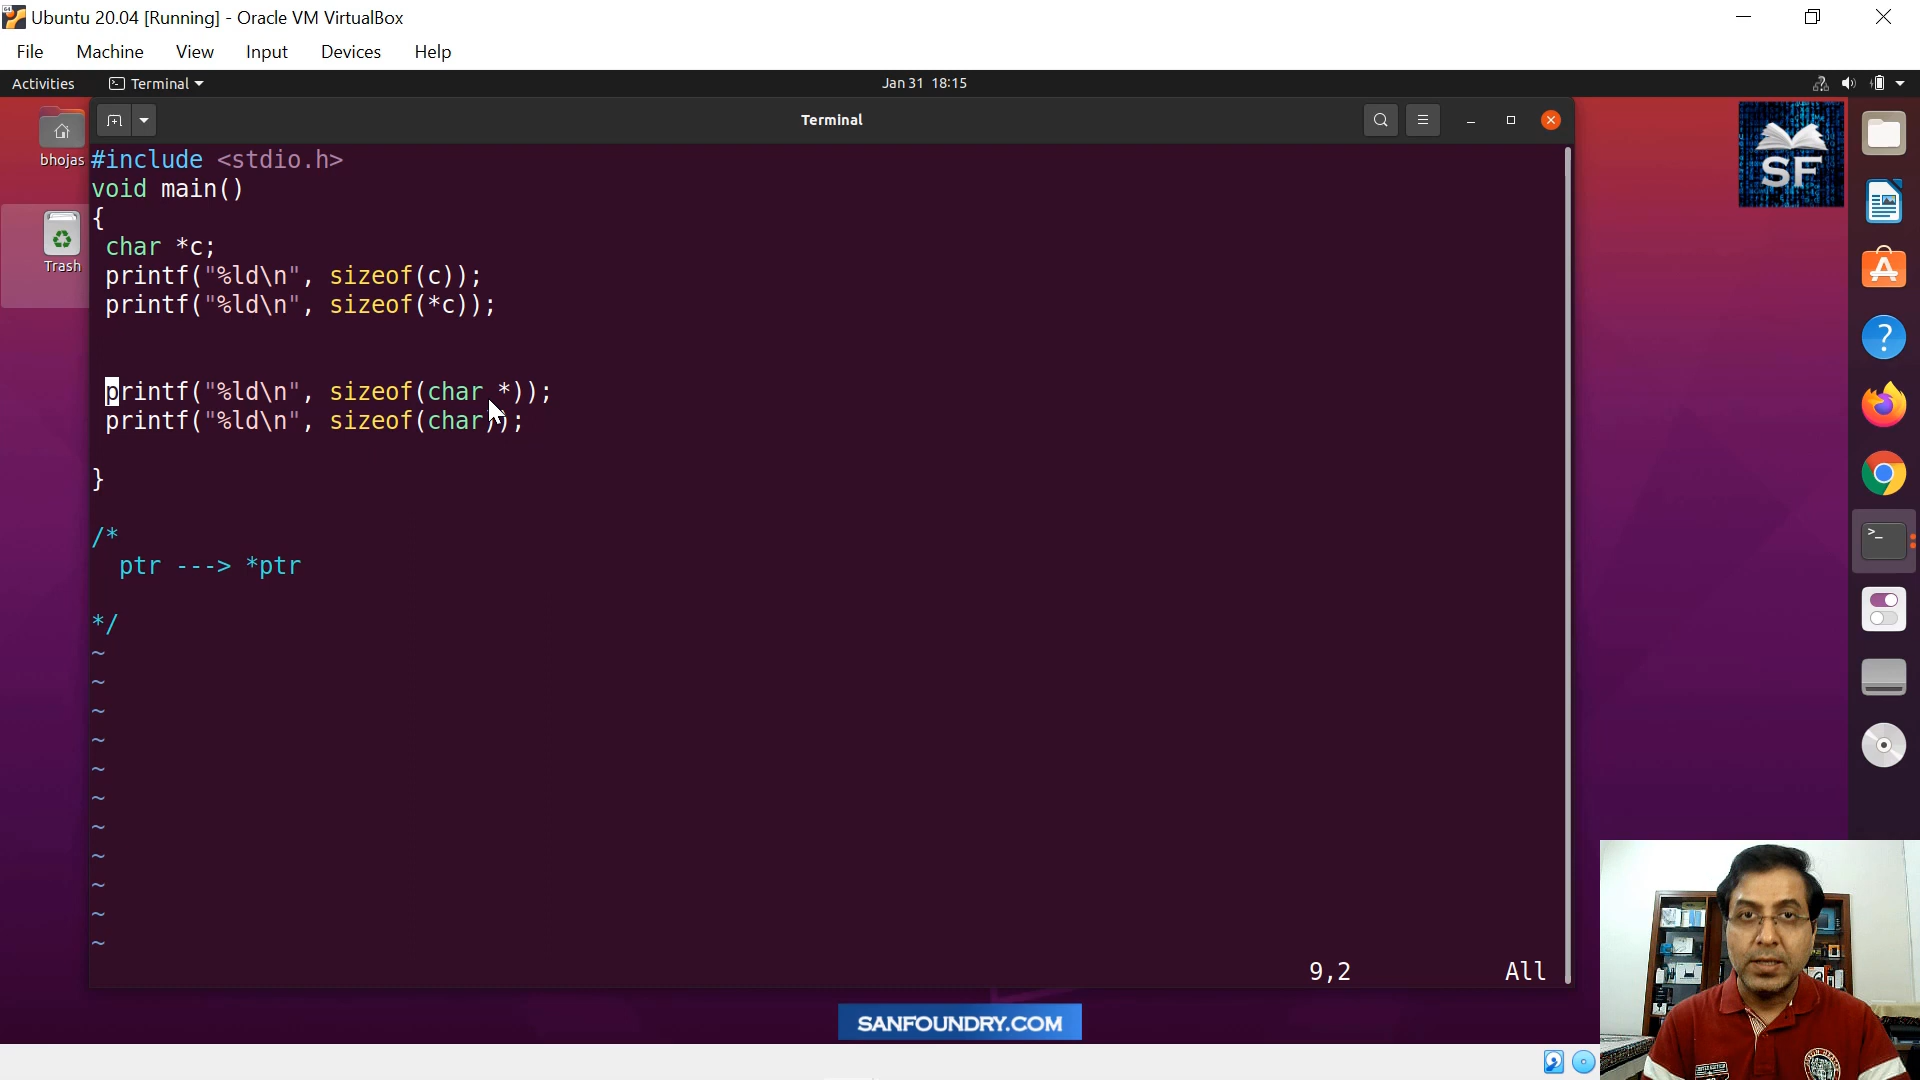 Ubuntu 20.04 [Running] - Oracle VM VirtualBox
File Machine View Input Devices Help
Activities Terminal Jan 31 18:15
Terminal
bhojas
Trash
SF
#include <stdio.h>
void main()
{
char *c;
printf("%ld\n", sizeof(c));
printf("%ld\n", sizeof(*c));
printf("%ld\n", sizeof(char *));
printf("%ld\n", sizeof(char));
}
/*
ptr ---> *ptr
*/
~
~
~
~
~
~
~
~
~
~
~
9,2 All
SANFOUNDRY.COM